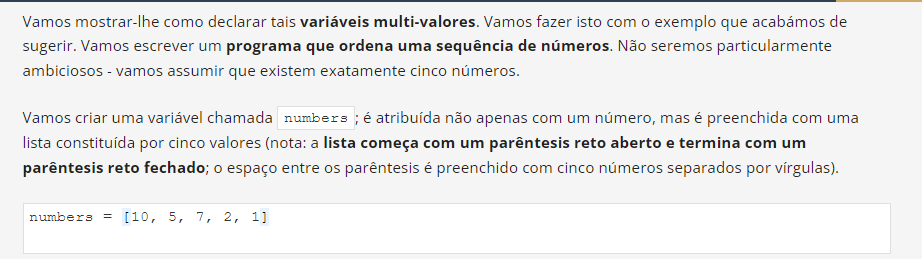 Vamos mostrar-lhe como declarar tais variáveis multi-valores. Vamos fazer isto com o exemplo que acabámos de
sugerir. Vamos escrever um programa que ordena uma sequência de números. Não seremos particularmente
ambiciosos - vamos assumir que existem exatamente cinco números.
Vamos criar uma variável chamada numbers; é atribuída não apenas com um número, mas é preenchida com uma
lista constituída por cinco valores (nota: a lista começa com um parêntesis reto aberto e termina com um
parêntesis reto fechado; o espaço entre os parêntesis é preenchido com cinco números separados por vírgulas).
numbers = [10, 5, 7, 2, 1]